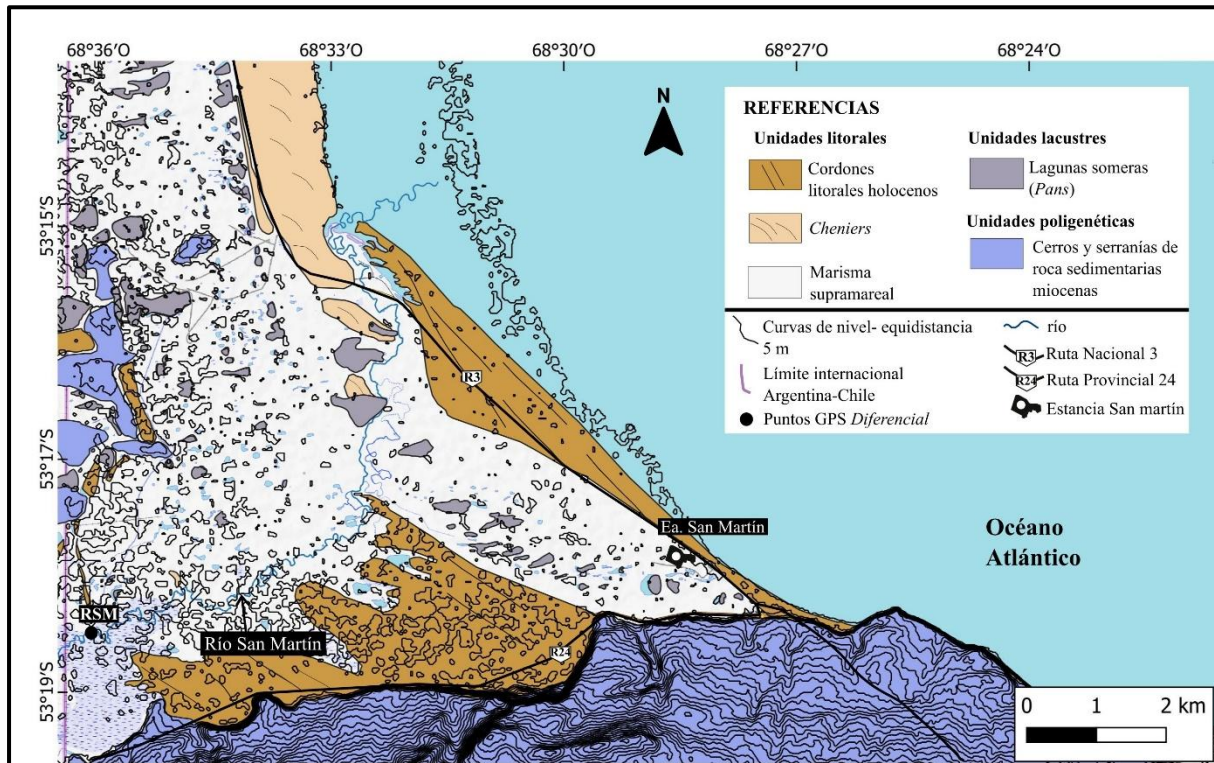 68°36'O 68°33'O 68°30'O 68°27'O 68°24'O
53°15'S
53°17'S
53°19'S
N
REFERENCIAS
Unidades litorales
Cordones
litorales holocenos
Cheniers
Marisma
supramareal
Unidades lacustres
Lagunas someras
(Pans)
Unidades poligenéticas
Cerros y serranías de
roca sedimentarias
miocenas
Curvas de nivel- equidistancia
5 m
Límite internacional
Argentina-Chile
Puntos GPS Diferencial
río
R3 Ruta Nacional 3
R24 Ruta Provincial 24
Estancia San martín
R3
Ea. San Martín
Océano
Atlántico
RSM
Río San Martín
R24
0 1 2 km